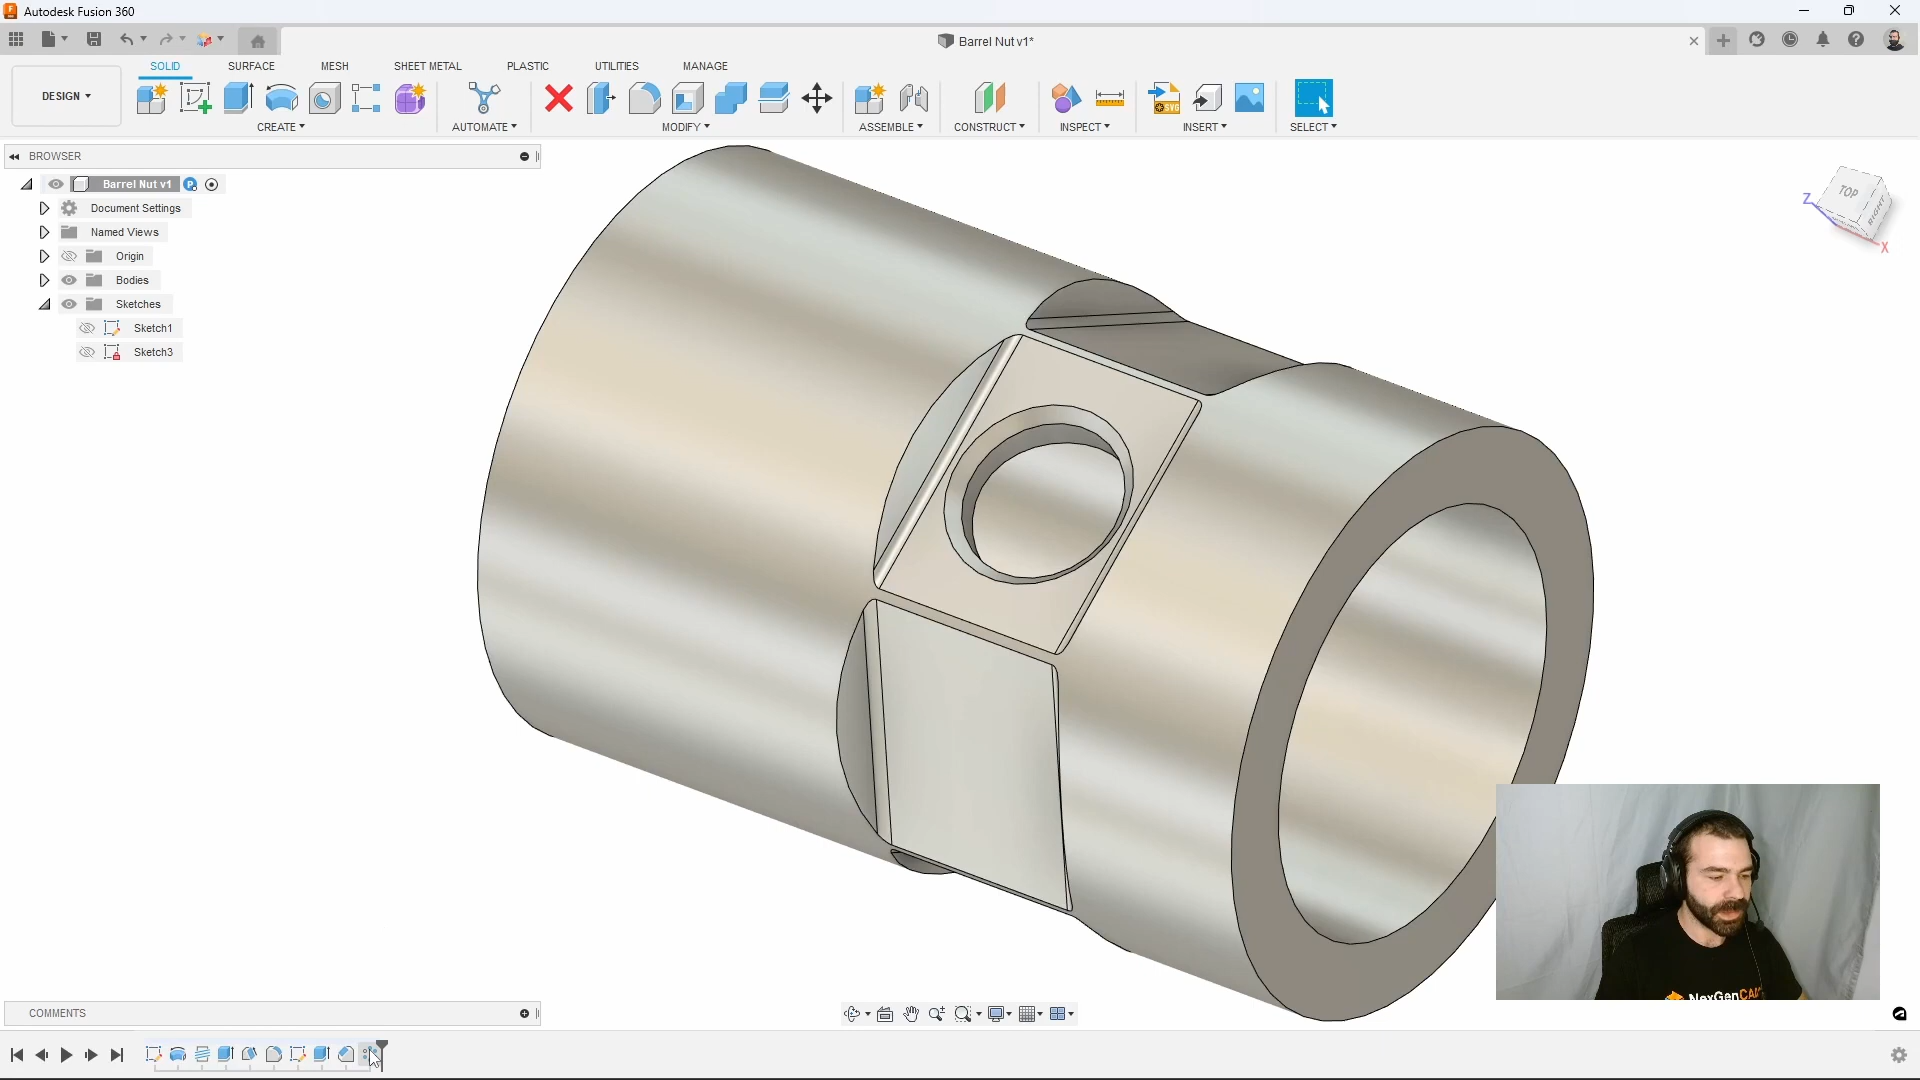 Autodesk Fusion 360
Barrel Nut v1*
DESIGN
SOLID
SURFACE
MESH
SHEET METAL
PLASTIC
UTILITIES
MANAGE
CREATE
AUTOMATE
MODIFY
ASSEMBLE
CONSTRUCT
INSPECT
INSERT
SELECT
BROWSER
Barrel Nut v1
Document Settings
Named Views
Origin
Bodies
Sketches
Sketch1
Sketch3
TOP
RIGHT
Z
X
NexGenCAD
COMMENTS